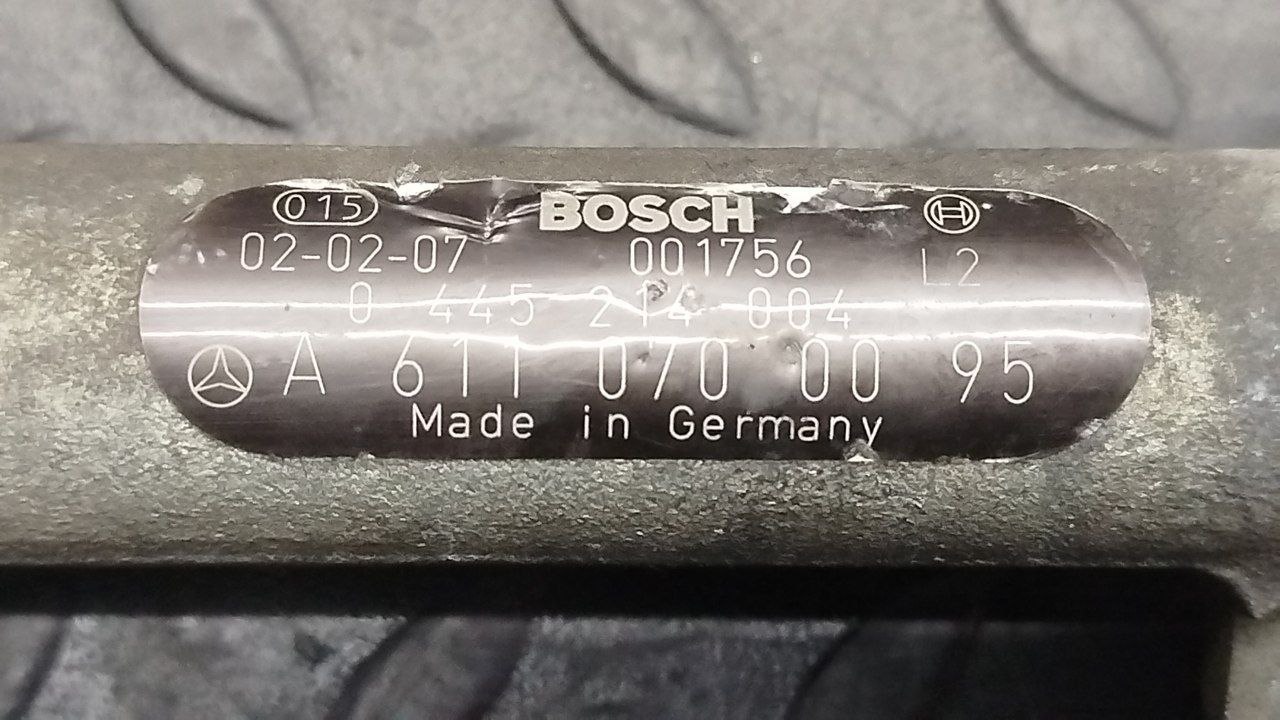 015 BOSCH
02-02-07 001756 L2
0 445 214 004
A 611 070 00 95
Made in Germany